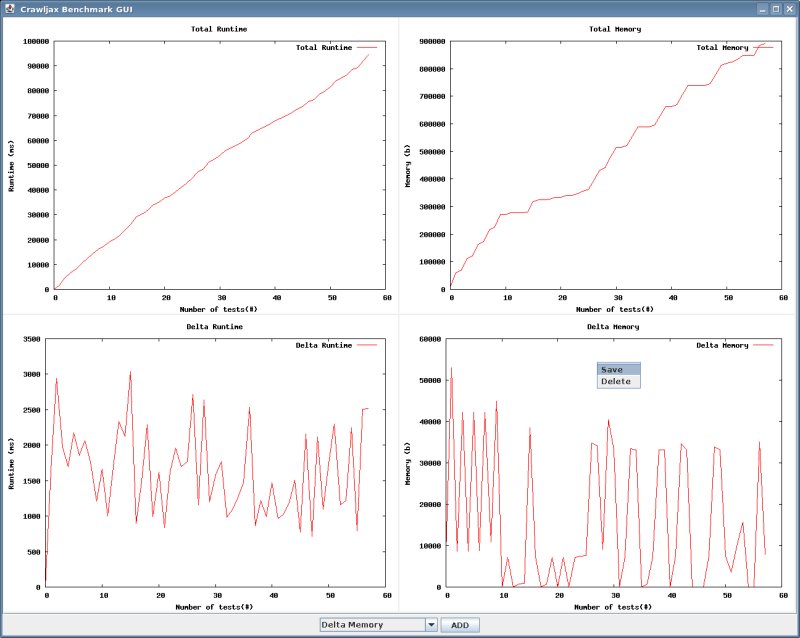 Crawljax Benchmark GUI
Total Runtime
Total Runtime
100000
90000
80000
70000
60000
50000
40000
30000
20000
10000
0
Runtime (ms)
0 10 20 30 40 50 60
Number of tests(#)
Total Memory
Total Memory
900000
800000
700000
600000
500000
400000
300000
200000
100000
0
Memory (b)
0 10 20 30 40 50 60
Number of tests(#)
Delta Runtime
Delta Runtime
3500
3000
2500
2000
1500
1000
500
0
Runtime (ms)
0 10 20 30 40 50 60
Number of tests(#)
Delta Memory
Delta Memory
60000
50000
40000
30000
20000
10000
0
Memory (b)
0 10 20 30 40 50 60
Number of tests(#)
Save
Delete
Delta Memory
ADD